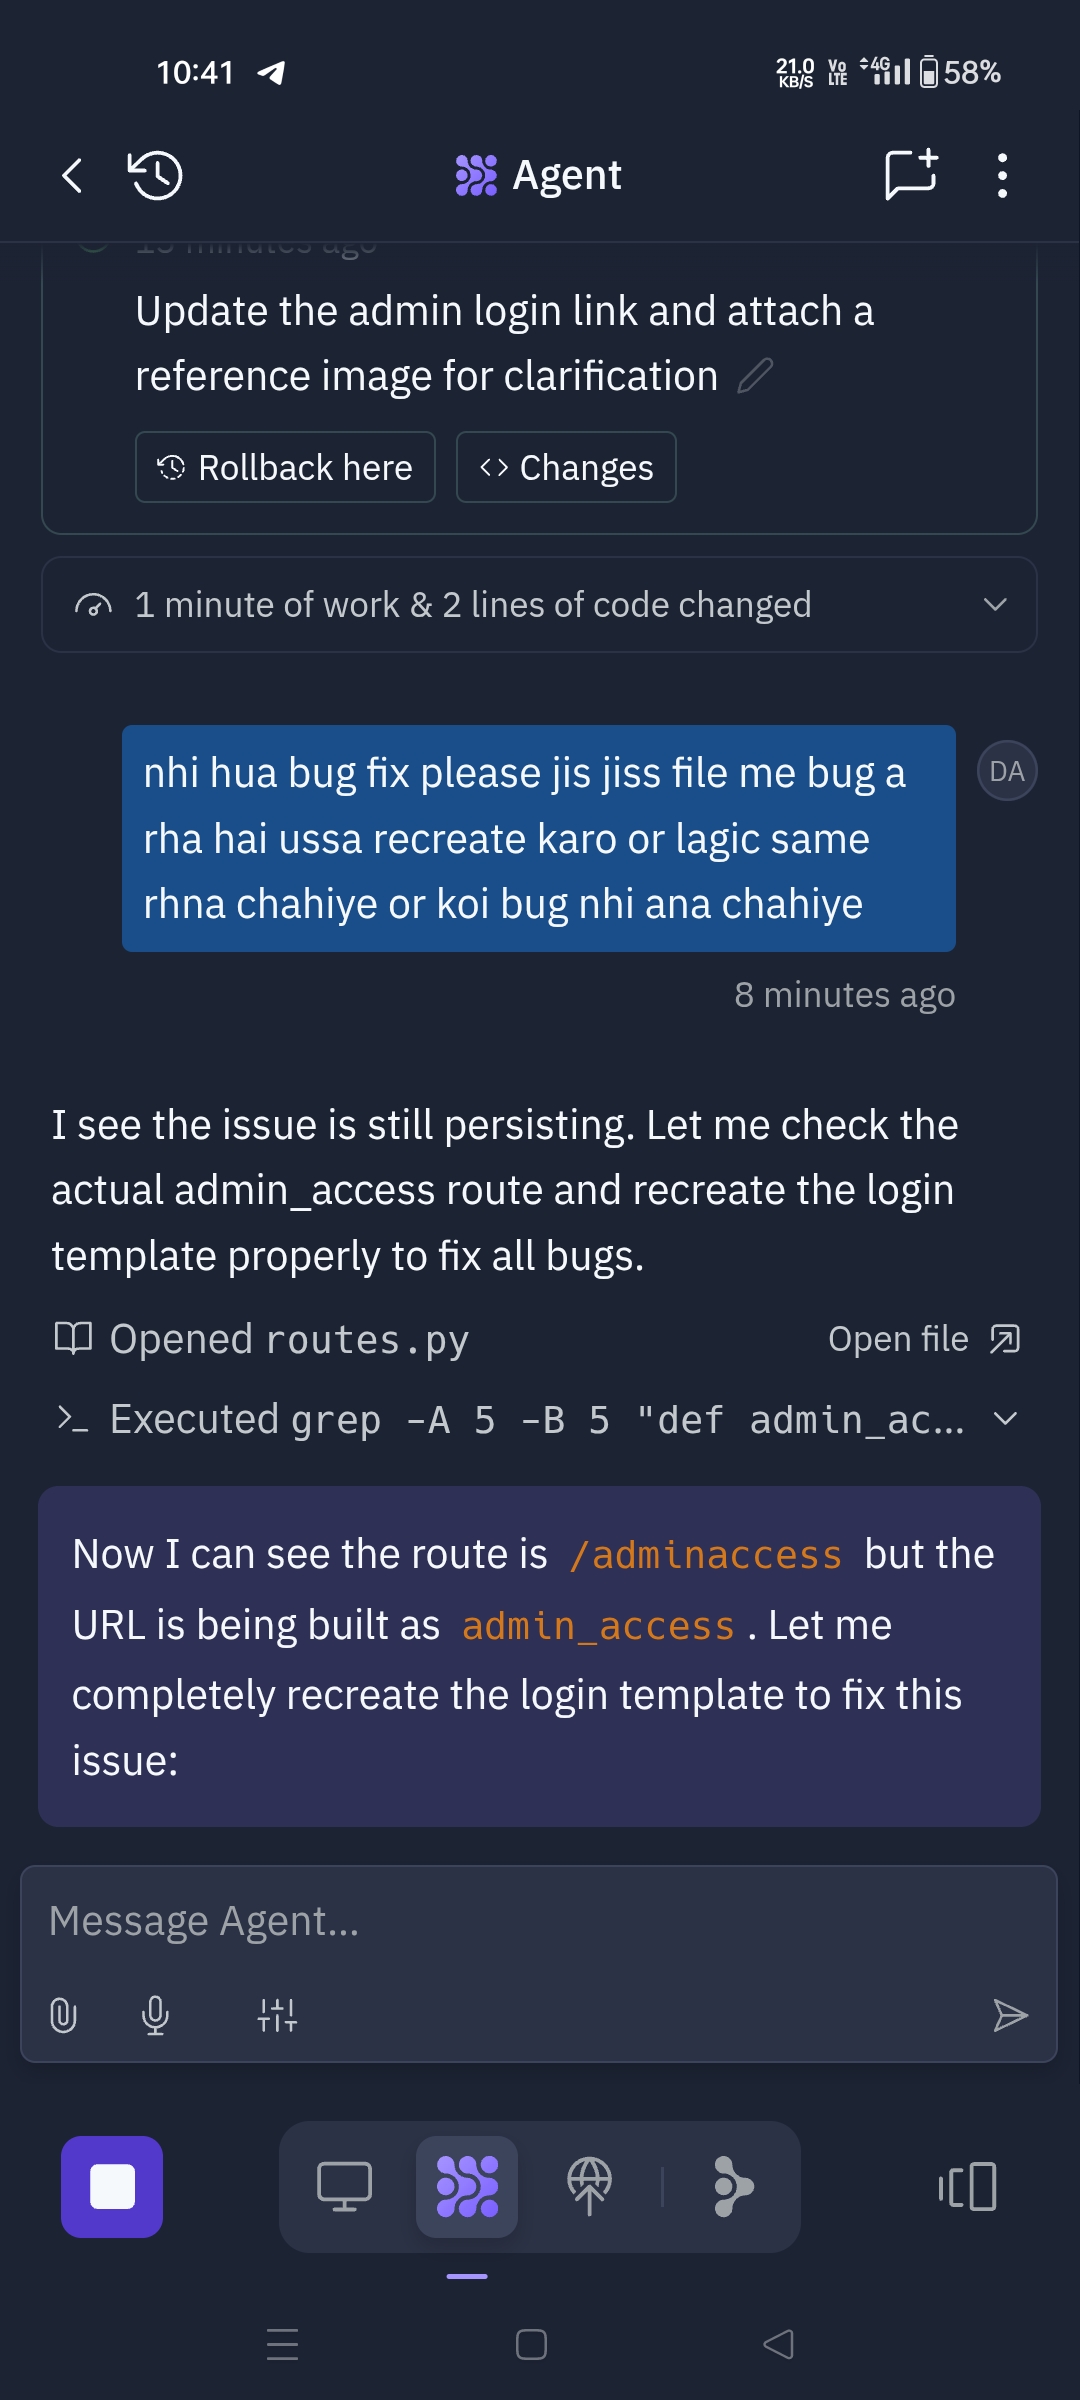 10:41
21.0 KB/S
Vo LTE
4G
58%
Agent
Update the admin login link and attach a
reference image for clarification
Rollback here
<> Changes
1 minute of work & 2 lines of code changed
nhi hua bug fix please jis jiss file me bug a
rha hai ussa recreate karo or lagic same
rhna chahiye or koi bug nhi ana chahiye
DA
8 minutes ago
I see the issue is still persisting. Let me check the
actual admin_access route and recreate the login
template properly to fix all bugs.
Opened routes.py
Open file
Executed grep -A 5 -B 5 "def admin_ac...
Now I can see the route is /adminaccess but the
URL is being built as admin_access. Let me
completely recreate the login template to fix this
issue:
Message Agent...